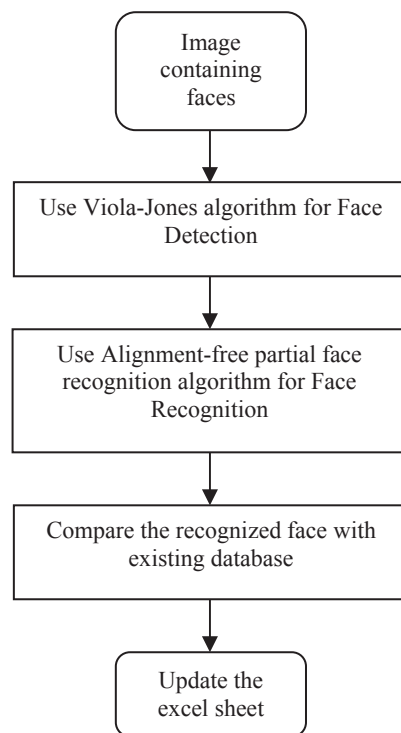 Image
containing
faces
Use Viola-Jones algorithm for Face
Detection
Use Alignment-free partial face
recognition algorithm for Face
Recognition
Compare the recognized face with
existing database
Update the
excel sheet